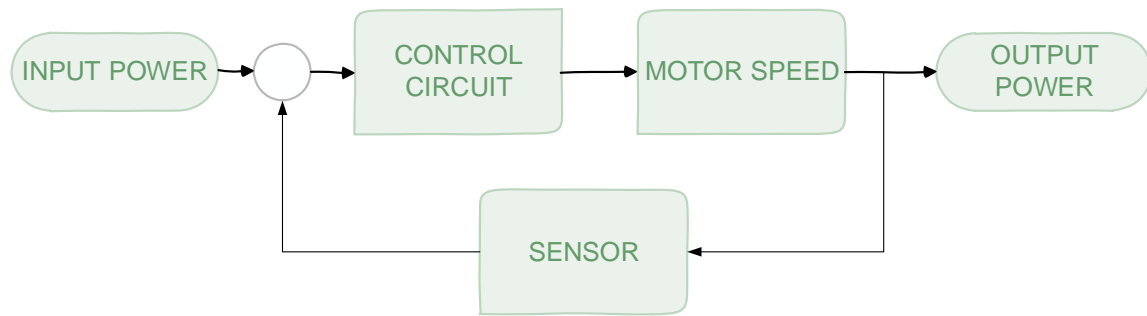 INPUT POWER
CONTROL
CIRCUIT
MOTOR SPEED
OUTPUT
POWER
SENSOR